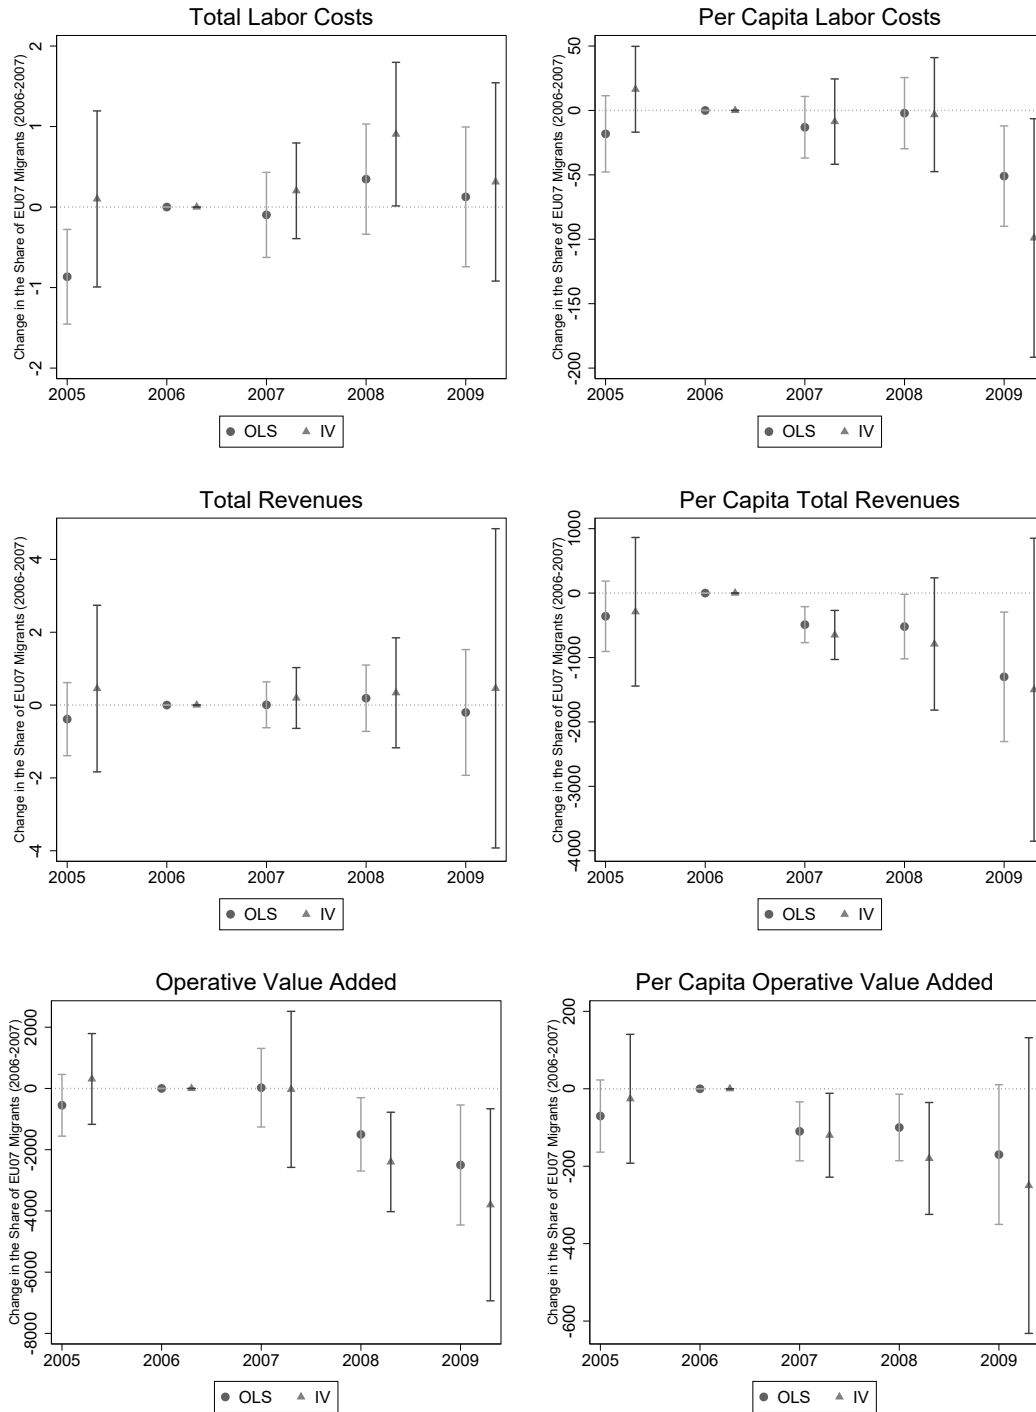 Total Labor Costs
Change in the Share of EU07 Migrants (2006-2007)
2
1
0
-1
-2
2005 2006 2007 2008 2009
OLS IV
Per Capita Labor Costs
Change in the Share of EU07 Migrants (2006-2007)
50
0
-50
-100
-150
-200
2005 2006 2007 2008 2009
OLS IV
Total Revenues
Change in the Share of EU07 Migrants (2006-2007)
4
2
0
-2
-4
2005 2006 2007 2008 2009
OLS IV
Per Capita Total Revenues
Change in the Share of EU07 Migrants (2006-2007)
1000
0
-1000
-2000
-3000
-4000
2005 2006 2007 2008 2009
OLS IV
Operative Value Added
Change in the Share of EU07 Migrants (2006-2007)
2000
0
-2000
-4000
-6000
-8000
2005 2006 2007 2008 2009
OLS IV
Per Capita Operative Value Added
Change in the Share of EU07 Migrants (2006-2007)
200
0
-200
-400
-600
2005 2006 2007 2008 2009
OLS IV